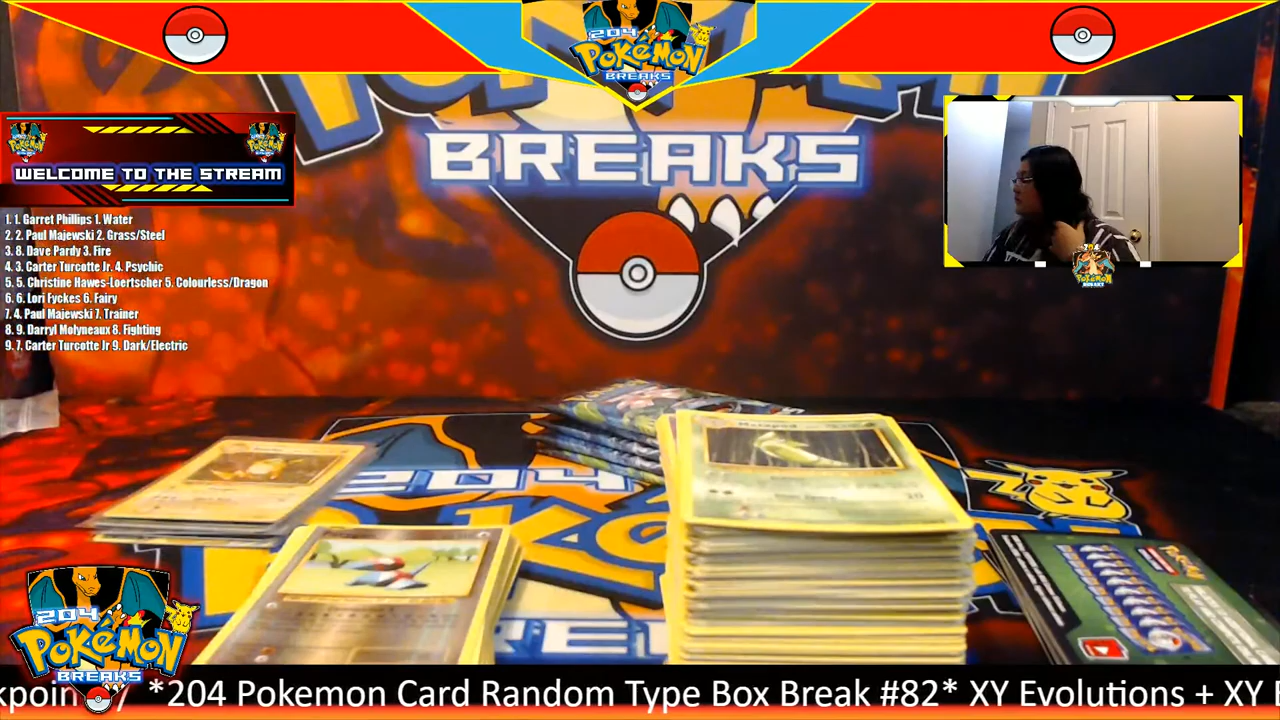 204
POKéMON
BREAKS
BREAKS
WELCOME TO THE STREAM
1. 1. Garret Phillips 1. Water
2. 2. Paul Majewski 2. Grass/Steel
3. 8. Dave Pardy 3. Fire
4. 3. Carter Turcotte Jr. 4. Psychic
5. 5. Christine Hawes-Loertscher 5. Colourless/Dragon
6. 6. Lori Fyckes 6. Fairy
7. 4. Paul Majewski 7. Trainer
8. 9. Darryl Molyneaux 8. Fighting
9. 7. Carter Turcotte Jr 9. Dark/Electric
Metapod
20
204
204
POKéMON
BREAKS
*204 Pokemon Card Random Type Box Break #82* XY Evolutions + XY